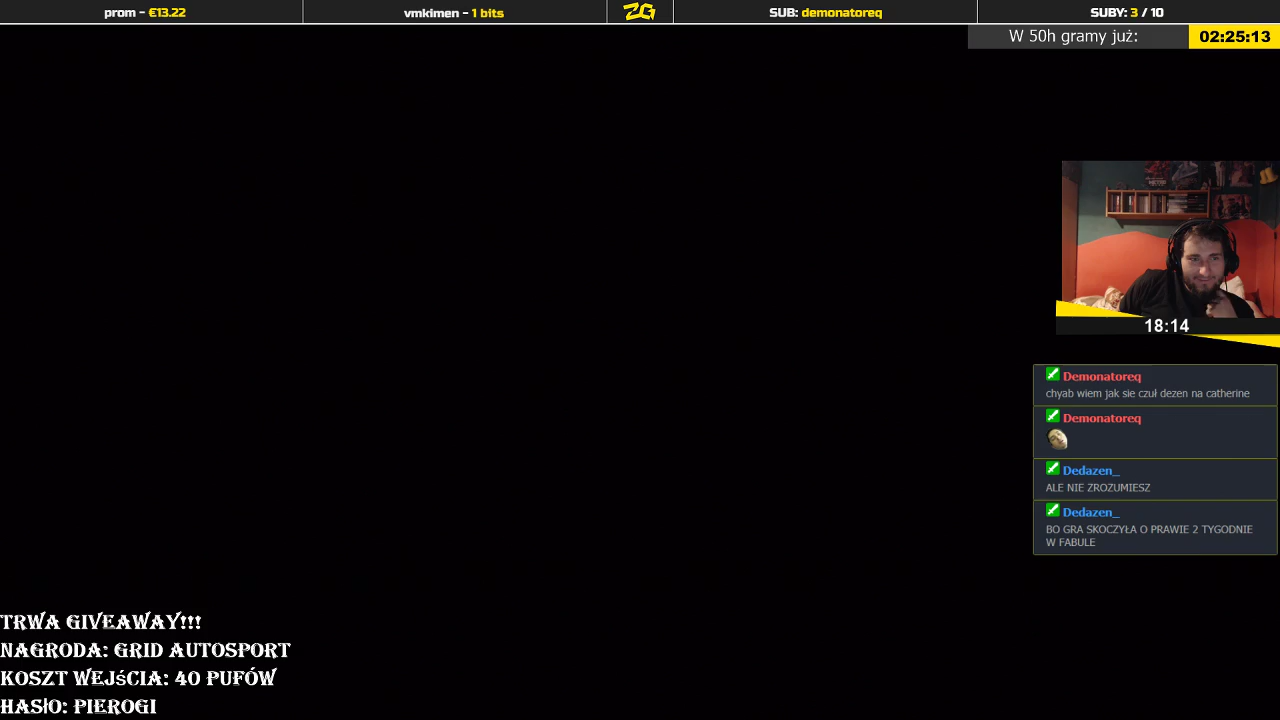 prom - €13.22
vmkimen - 1 bits
ZG
SUB: demonatoreq
SUBY: 3 / 10
W 50h gramy już:
02:25:13
18:14
Demonatoreq
chyab wiem jak sie czuł dezen na catherine
Demonatoreq
Dedazen_
ALE NIE ZROZUMIESZ
Dedazen_
BO GRA SKOCZYŁA O PRAWIE 2 TYGODNIE
W FABULE
TRWA GIVEAWAY!!!
NAGRODA: GRID AUTOSPORT
KOSZT WEJśCIA: 40 PUFÓW
HASłO: PIEROGI